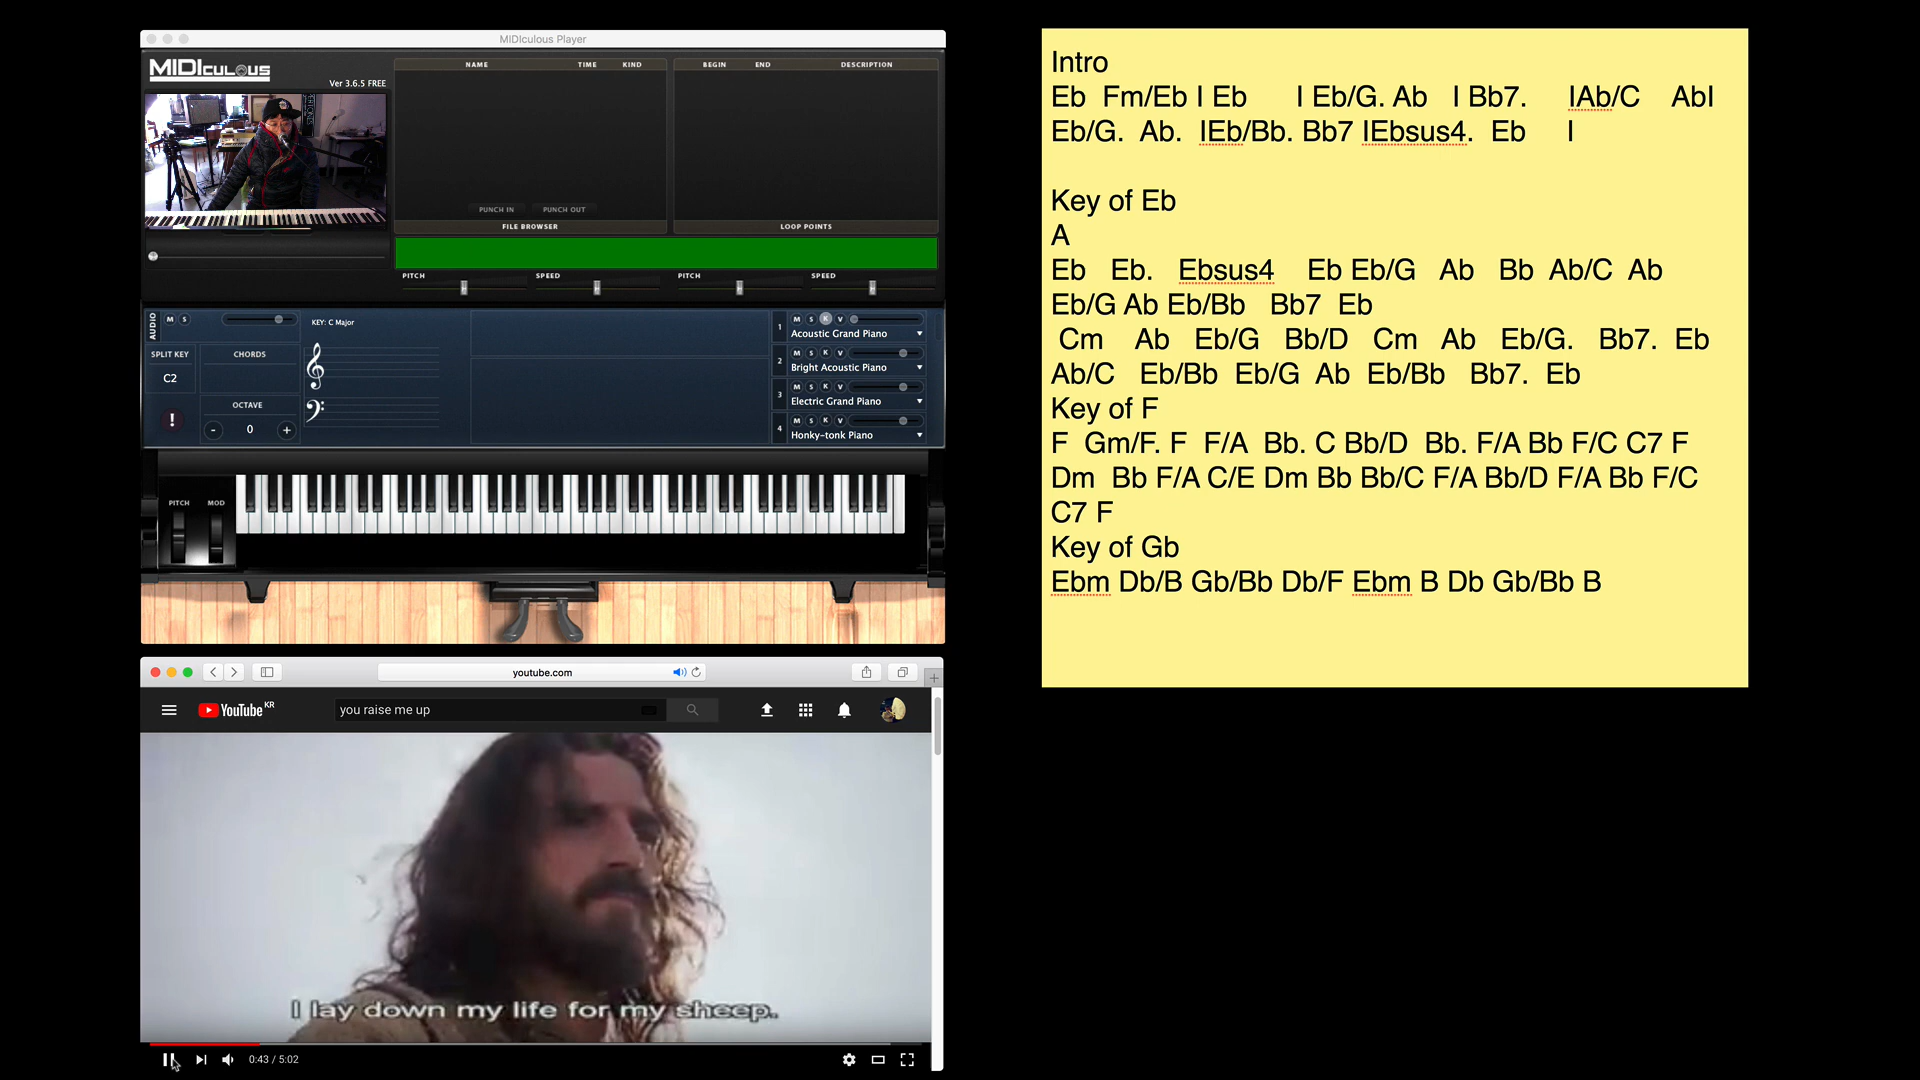 MIDIculous Player
MIDIculous
Ver 3.6.5 FREE
NAME TIME KIND
BEGIN END DESCRIPTION
PUNCH IN PUNCH OUT
FILE BROWSER
LOOP POINTS
PITCH SPEED PITCH SPEED
AUDIO
M S
KEY: C Major
SPLIT KEY
C2
CHORDS
OCTAVE
- 0 +
!
1 M S K V
Acoustic Grand Piano
2 M S K V
Bright Acoustic Piano
3 M S K V
Electric Grand Piano
4 M S K V
Honky-tonk Piano
PITCH MOD
youtube.com
YouTube KR
you raise me up
I lay down my life for my sheep.
0:43 / 5:02
Intro
Eb Fm/Eb I Eb I Eb/G. Ab I Bb7. IAb/C AbI
Eb/G. Ab. IEb/Bb. Bb7 IEbsus4. Eb I
Key of Eb
A
Eb Eb. Ebsus4 Eb Eb/G Ab Bb Ab/C Ab
Eb/G Ab Eb/Bb Bb7 Eb
Cm Ab Eb/G Bb/D Cm Ab Eb/G. Bb7. Eb
Ab/C Eb/Bb Eb/G Ab Eb/Bb Bb7. Eb
Key of F
F Gm/F. F F/A Bb. C Bb/D Bb. F/A Bb F/C C7 F
Dm Bb F/A C/E Dm Bb Bb/C F/A Bb/D F/A Bb F/C
C7 F
Key of Gb
Ebm Db/B Gb/Bb Db/F Ebm B Db Gb/Bb B